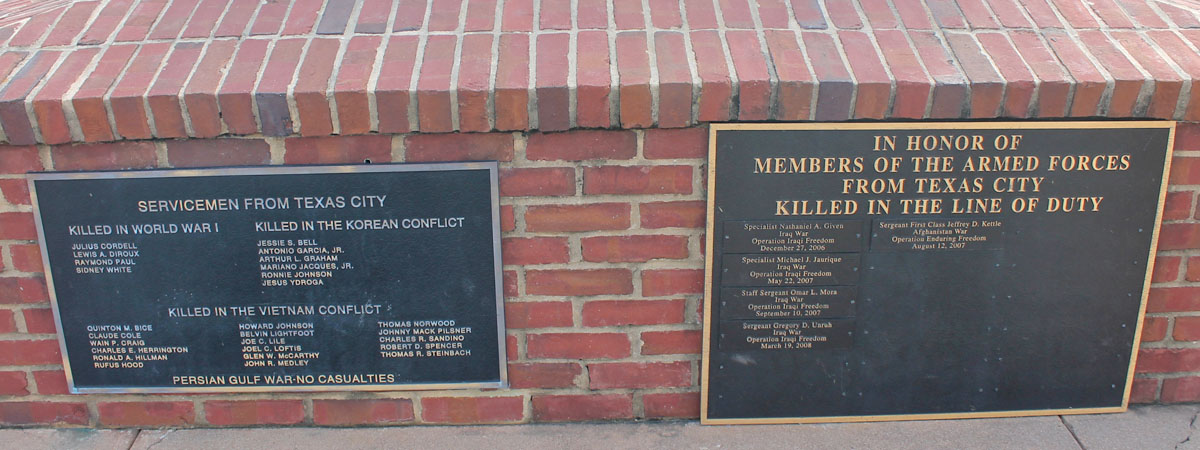 SERVICEMEN FROM TEXAS CITY
KILLED IN WORLD WAR I
JULIUS CORDELL
LEWIS A. DIROUX
RAYMOND PAUL
SIDNEY WHITE
KILLED IN THE KOREAN CONFLICT
JESSIE S. BELL
ANTONIO GARCIA, JR.
ARTHUR L. GRAHAM
MARIANO JACQUES, JR.
RONNIE JOHNSON
JESUS YDROGA
KILLED IN THE VIETNAM CONFLICT
QUINTON M. BICE
CLAUDE COLE
WAIN P. CRAIG
CHARLES E. HERRINGTON
RONALD A. HILLMAN
RUFUS HOOD
HOWARD JOHNSON
BELVIN LIGHTFOOT
JOE C. LILE
JOEL C. LOFTIS
GLEN W. McCARTHY
JOHN R. MEDLEY
THOMAS NORWOOD
JOHNNY MACK PILSNER
CHARLES R. SANDINO
ROBERT D. SPENCER
THOMAS R. STEINBACH
PERSIAN GULF WAR-NO CASUALTIES
IN HONOR OF
MEMBERS OF THE ARMED FORCES
FROM TEXAS CITY
KILLED IN THE LINE OF DUTY
Specialist Nathaniel A. Given
Iraq War
Operation Iraqi Freedom
December 27, 2006
Specialist Michael J. Jaurique
Iraq War
Operation Iraqi Freedom
May 22, 2007
Staff Sergeant Omar L. Mora
Iraq War
Operation Iraqi Freedom
September 10, 2007
Sergeant Gregory D. Unruh
Iraq War
Operation Iraqi Freedom
March 19, 2008
Sergeant First Class Jeffrey D. Kettle
Afghanistan War
Operation Enduring Freedom
August 12, 2007